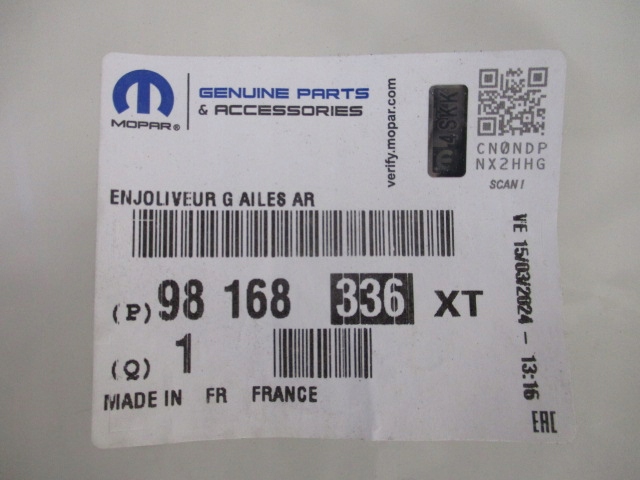 MOPAR®
GENUINE PARTS
& ACCESSORIES
verify.mopar.com
4SKK
CN0NDP
NX2HHG
SCAN!
ENJOLIVEUR G AILES AR
(P) 98 168 336 XT
(Q) 1
MADE IN FR FRANCE
VE 15/03/2024 - 13:16
EAC